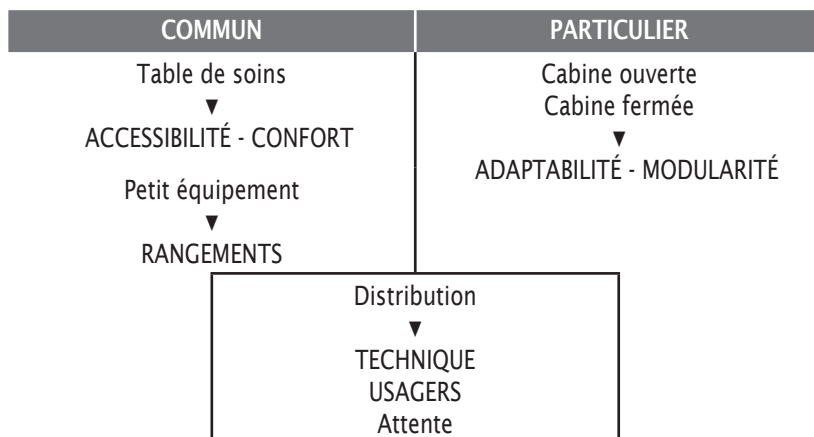 COMMUN
PARTICULIER
Table de soins
▼
ACCESSIBILITÉ - CONFORT
Petit équipement
▼
RANGEMENTS
Cabine ouverte
Cabine fermée
▼
ADAPTABILITÉ - MODULARITÉ
Distribution
▼
TECHNIQUE
USAGERS
Attente